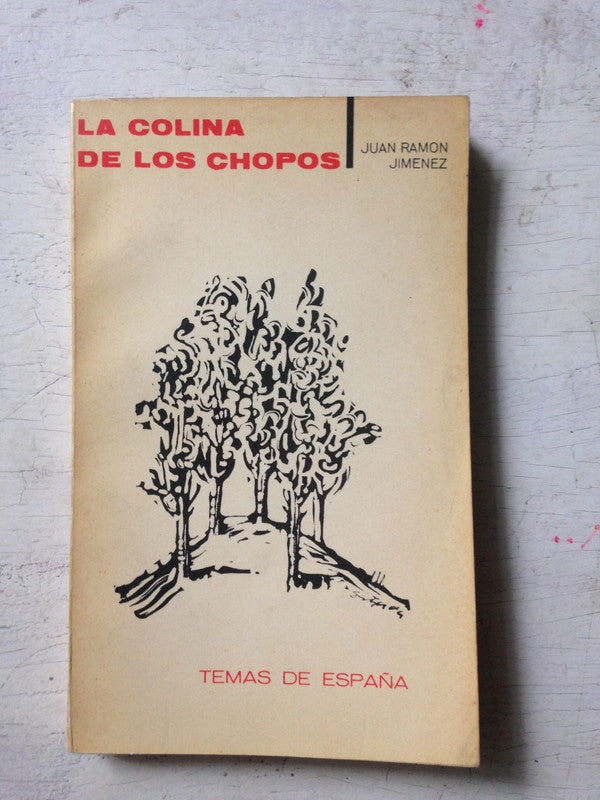 LA COLINA
DE LOS CHOPOS
JUAN RAMON
JIMENEZ
TEMAS DE ESPAÑA